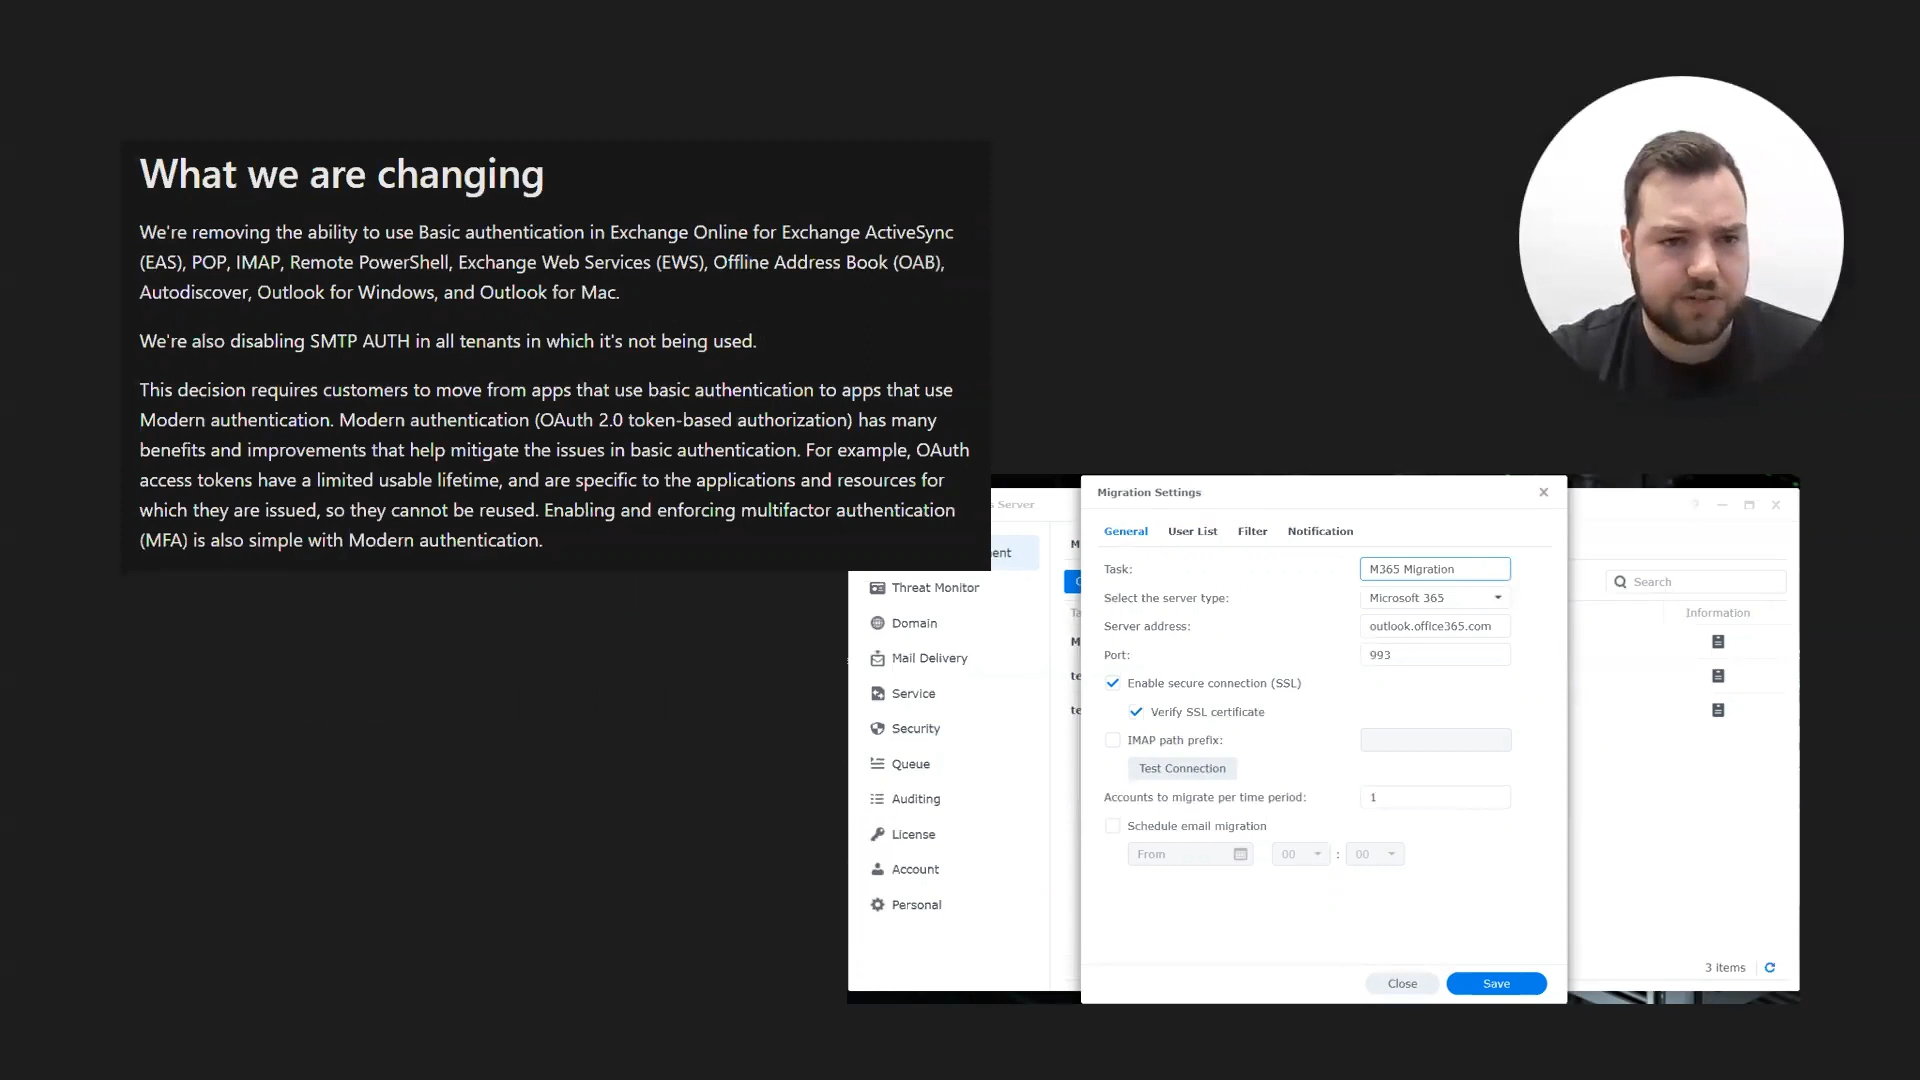 What we are changing
We're removing the ability to use Basic authentication in Exchange Online for Exchange ActiveSync
(EAS), POP, IMAP, Remote PowerShell, Exchange Web Services (EWS), Offline Address Book (OAB),
Autodiscover, Outlook for Windows, and Outlook for Mac.
We're also disabling SMTP AUTH in all tenants in which it's not being used.
This decision requires customers to move from apps that use basic authentication to apps that use
Modern authentication. Modern authentication (OAuth 2.0 token-based authorization) has many
benefits and improvements that help mitigate the issues in basic authentication. For example, OAuth
access tokens have a limited usable lifetime, and are specific to the applications and resources for
which they are issued, so they cannot be reused. Enabling and enforcing multifactor authentication
(MFA) is also simple with Modern authentication.
Server
Threat Monitor
Domain
Mail Delivery
Service
Security
Queue
Auditing
License
Account
Personal
Migration Settings
General User List Filter Notification
Task: M365 Migration
Select the server type: Microsoft 365
Server address: outlook.office365.com
Port: 993
Enable secure connection (SSL)
Verify SSL certificate
IMAP path prefix:
Test Connection
Accounts to migrate per time period: 1
Schedule email migration
From 00 : 00
Close Save
Search
Information
3 items